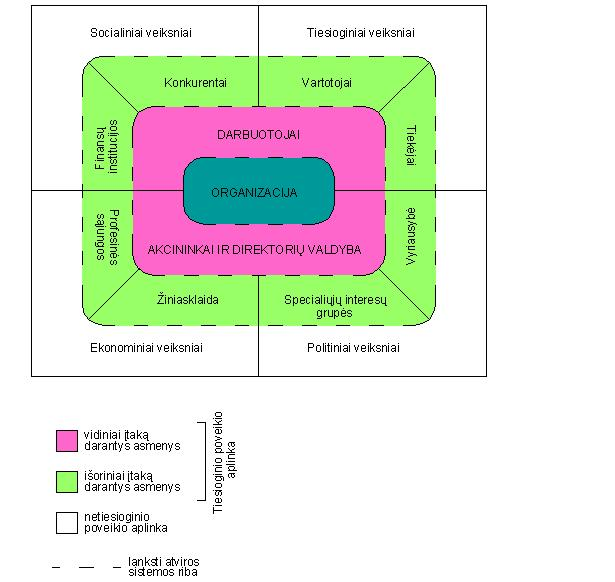 Socialiniai veiksniai
Tiesioginiai veiksniai
Konkurentai
Vartotojai
Finansų
institucijos
DARBUOTOJAI
Tiekėjai
ORGANIZACIJA
Profesinės
sąjungos
AKCININKAI IR DIREKTORIŲ VALDYBA
Vyriausybė
Žiniasklaida
Specialiųjų interesų
grupės
Ekonominiai veiksniai
Politiniai veiksniai
vidiniai įtaką
darantys asmenys
išoriniai įtaką
darantys asmenys
Tiesioginio poveikio
aplinka
netiesioginio
poveikio aplinka
lanksti atviros
sistemos riba